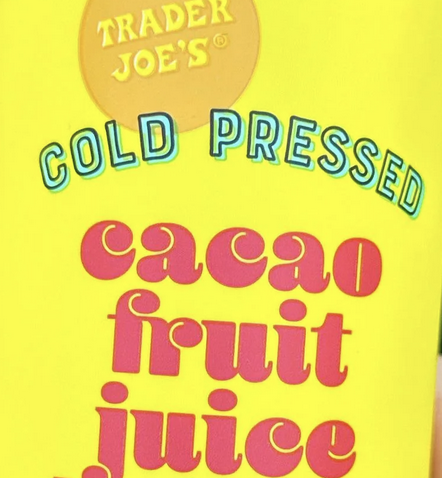 TRADER
JOE'S®
COLD PRESSED
cacao
fruit
juice